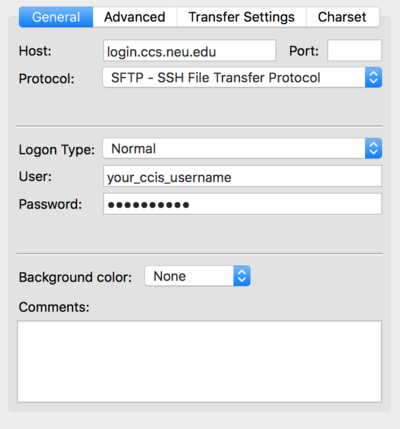 General Advanced Transfer Settings Charset
Host: login.ccs.neu.edu Port:
Protocol: SFTP - SSH File Transfer Protocol
Logon Type: Normal
User: your_ccis_username
Password: ●●●●●●●●●●
Background color: None
Comments: